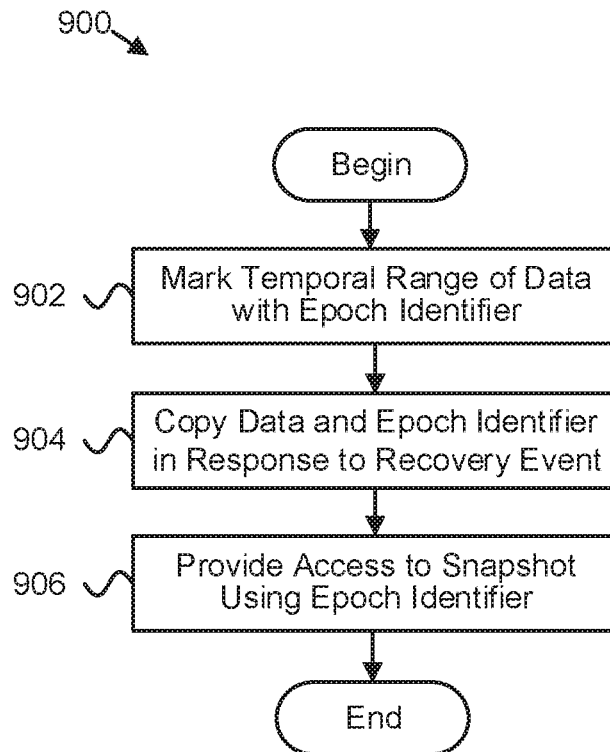 900
Begin
902
Mark Temporal Range of Data
with Epoch Identifier
904
Copy Data and Epoch Identifier
in Response to Recovery Event
906
Provide Access to Snapshot
Using Epoch Identifier
End